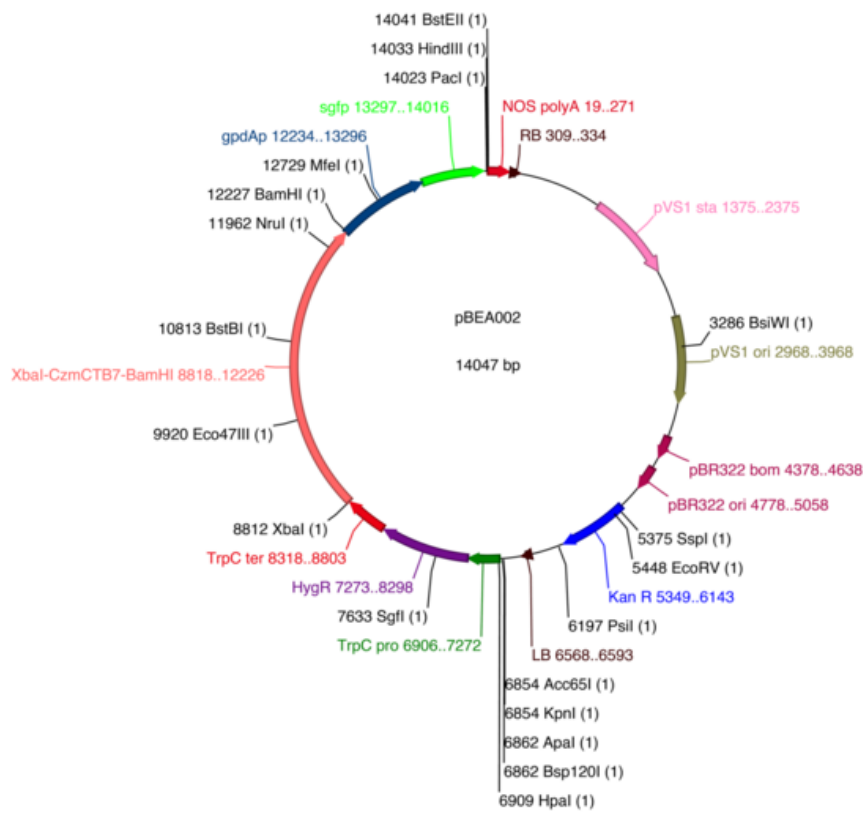 14041 BstEII (1)
14033 HindIII (1)
14023 PacI (1)
sgfp 13297..14016
NOS polyA 19..271
gpdAp 12234..13296
RB 309..334
12729 MfeI (1)
12227 BamHI (1)
11962 NruI (1)
pVS1 sta 1375..2375
10813 BstBI (1)
pBEA002
3286 BsiWI (1)
pVS1 ori 2968..3968
14047 bp
XbaI-CzmCTB7-BamHI 8818..12226
9920 Eco47III (1)
pBR322 bom 4378..4638
pBR322 ori 4778..5058
8812 XbaI (1)
5375 SspI (1)
TrpC ter 8318..8803
5448 EcoRV (1)
HygR 7273..8298
Kan R 5349..6143
7633 SgfI (1)
6197 PsiI (1)
TrpC pro 6906..7272
LB 6568..6593
6854 Acc65I (1)
6854 KpnI (1)
6862 ApaI (1)
6862 Bsp120I (1)
6909 HpaI (1)